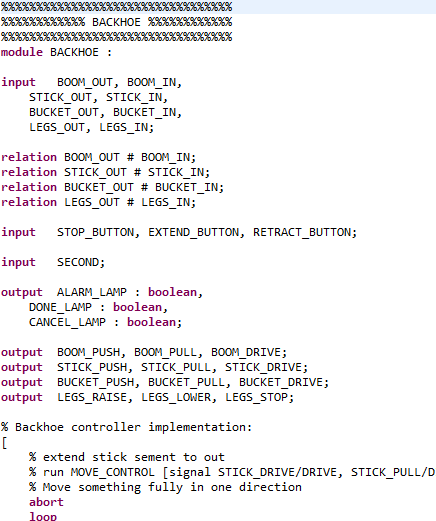 %%%%%%%%%%%%%%%%%%%%%%%%%%%%%%%%%
%%%%%%%%%%%% BACKHOE %%%%%%%%%%%%
%%%%%%%%%%%%%%%%%%%%%%%%%%%%%%%%%
module BACKHOE :
input BOOM_OUT, BOOM_IN,
STICK_OUT, STICK_IN,
BUCKET_OUT, BUCKET_IN,
LEGS_OUT, LEGS_IN;
relation BOOM_OUT # BOOM_IN;
relation STICK_OUT # STICK_IN;
relation BUCKET_OUT # BUCKET_IN;
relation LEGS_OUT # LEGS_IN;
input STOP_BUTTON, EXTEND_BUTTON, RETRACT_BUTTON;
input SECOND;
output ALARM_LAMP : boolean,
DONE_LAMP : boolean,
CANCEL_LAMP : boolean;
output BOOM_PUSH, BOOM_PULL, BOOM_DRIVE;
output STICK_PUSH, STICK_PULL, STICK_DRIVE;
output BUCKET_PUSH, BUCKET_PULL, BUCKET_DRIVE;
output LEGS_RAISE, LEGS_LOWER, LEGS_STOP;
% Backhoe controller implementation:
[
% extend stick sement to out
% run MOVE_CONTROL [signal STICK_DRIVE/DRIVE, STICK_PULL/D
% Move something fully in one direction
abort
loop